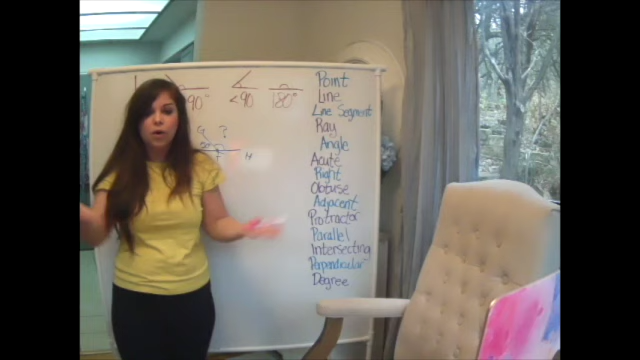 90°
<90
180°
Point
Line
Line Segment
Ray
Angle
Acute
Right
Obtuse
Adjacent
Protractor
Parallel
Intersecting
Perpendicular
Degree
H